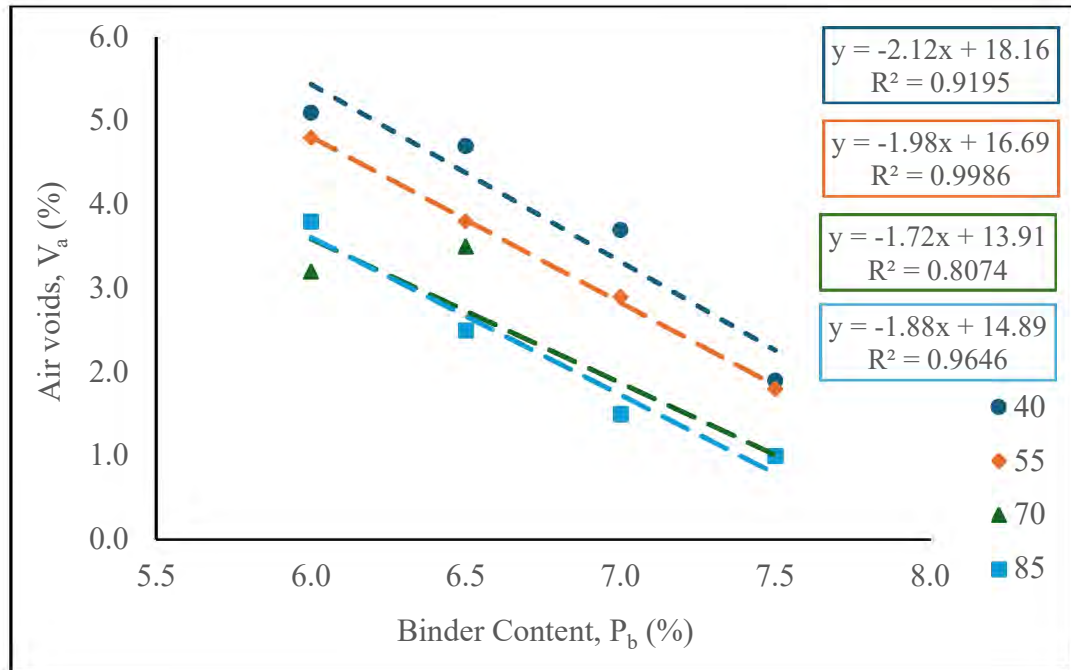 6.0
5.0
4.0
3.0
2.0
1.0
0.0
Air voids, Vₐ (%)
5.5 6.0 6.5 7.0 7.5 8.0
Binder Content, P_b (%)
y = -2.12x + 18.16
R² = 0.9195
y = -1.98x + 16.69
R² = 0.9986
y = -1.72x + 13.91
R² = 0.8074
y = -1.88x + 14.89
R² = 0.9646
40
55
70
85